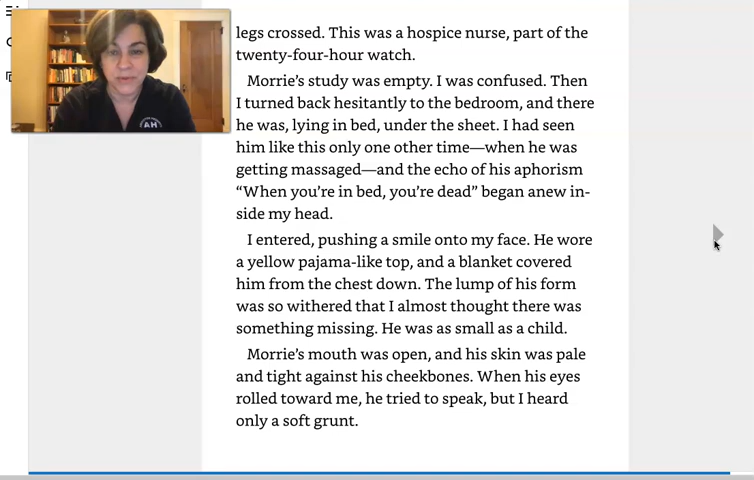 AH
legs crossed. This was a hospice nurse, part of the
twenty-four-hour watch.
Morrie’s study was empty. I was confused. Then
I turned back hesitantly to the bedroom, and there
he was, lying in bed, under the sheet. I had seen
him like this only one other time—when he was
getting massaged—and the echo of his aphorism
“When you’re in bed, you’re dead” began anew in-
side my head.
I entered, pushing a smile onto my face. He wore
a yellow pajama-like top, and a blanket covered
him from the chest down. The lump of his form
was so withered that I almost thought there was
something missing. He was as small as a child.
Morrie’s mouth was open, and his skin was pale
and tight against his cheekbones. When his eyes
rolled toward me, he tried to speak, but I heard
only a soft grunt.